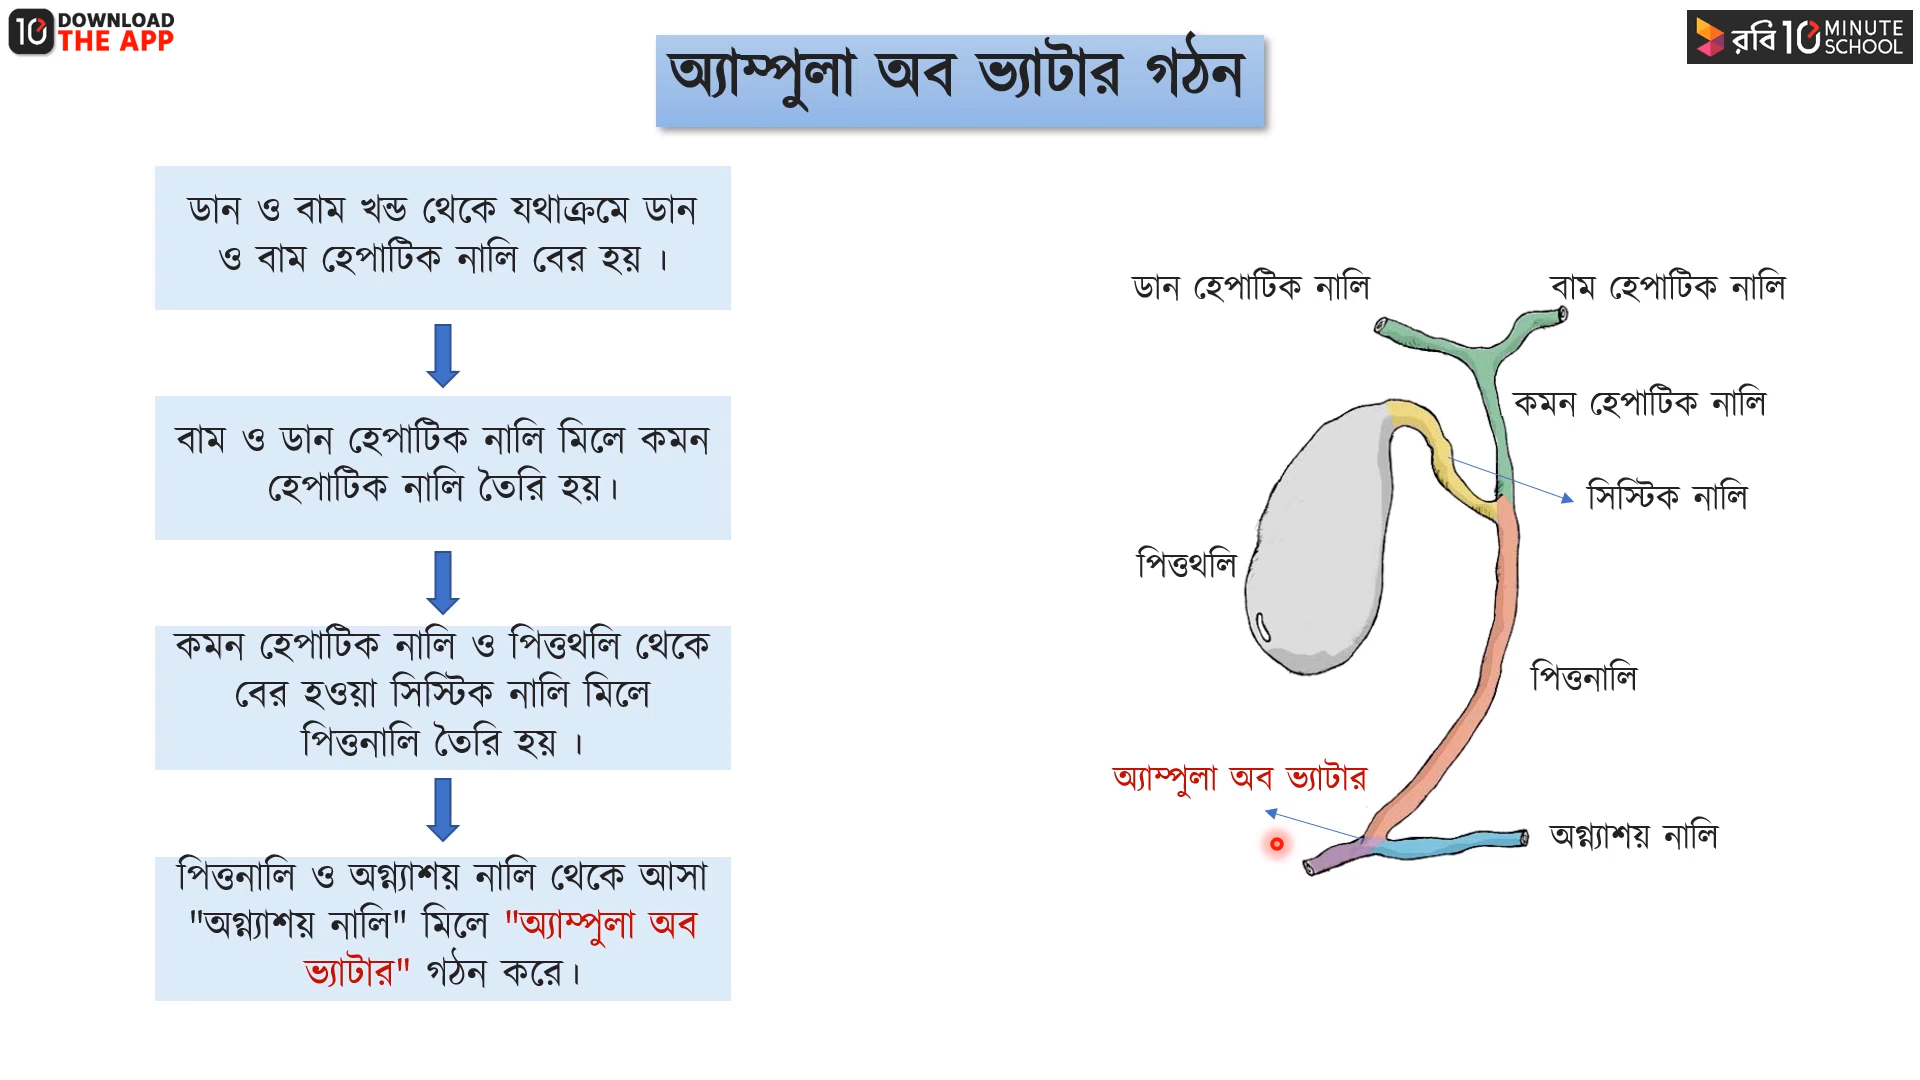 10 DOWNLOAD
THE APP
রবি 10 MINUTE
SCHOOL
অ্যাম্পুলা অব ভ্যাটার গঠন
ডান ও বাম খন্ড থেকে যথাক্রমে ডান
ও বাম হেপাটিক নালি বের হয় ।
বাম ও ডান হেপাটিক নালি মিলে কমন
হেপাটিক নালি তৈরি হয়।
কমন হেপাটিক নালি ও পিত্তথলি থেকে
বের হওয়া সিস্টিক নালি মিলে
পিত্তনালি তৈরি হয় ।
পিত্তনালি ও অগ্ন্যাশয় নালি থেকে আসা
"অগ্ন্যাশয় নালি" মিলে "অ্যাম্পুলা অব
ভ্যাটার" গঠন করে।
ডান হেপাটিক নালি
বাম হেপাটিক নালি
কমন হেপাটিক নালি
সিস্টিক নালি
পিত্তথলি
পিত্তনালি
অ্যাম্পুলা অব ভ্যাটার
অগ্ন্যাশয় নালি